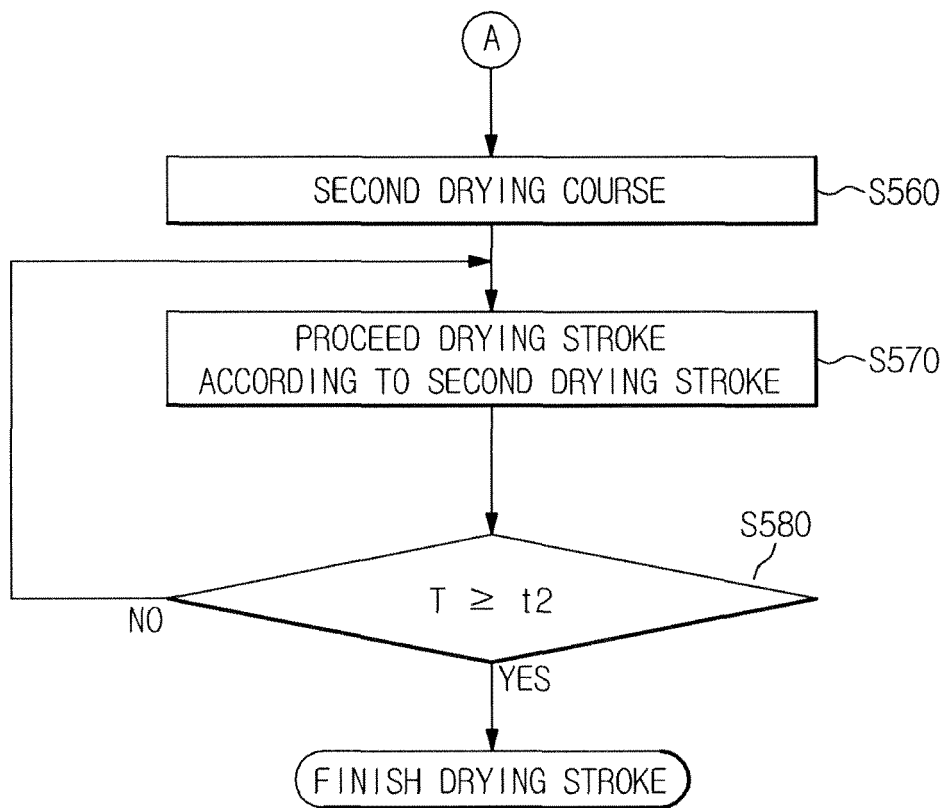 A
SECOND DRYING COURSE
S560
PROCEED DRYING STROKE
ACCORDING TO SECOND DRYING STROKE
S570
S580
T ≥ t2
NO
YES
FINISH DRYING STROKE